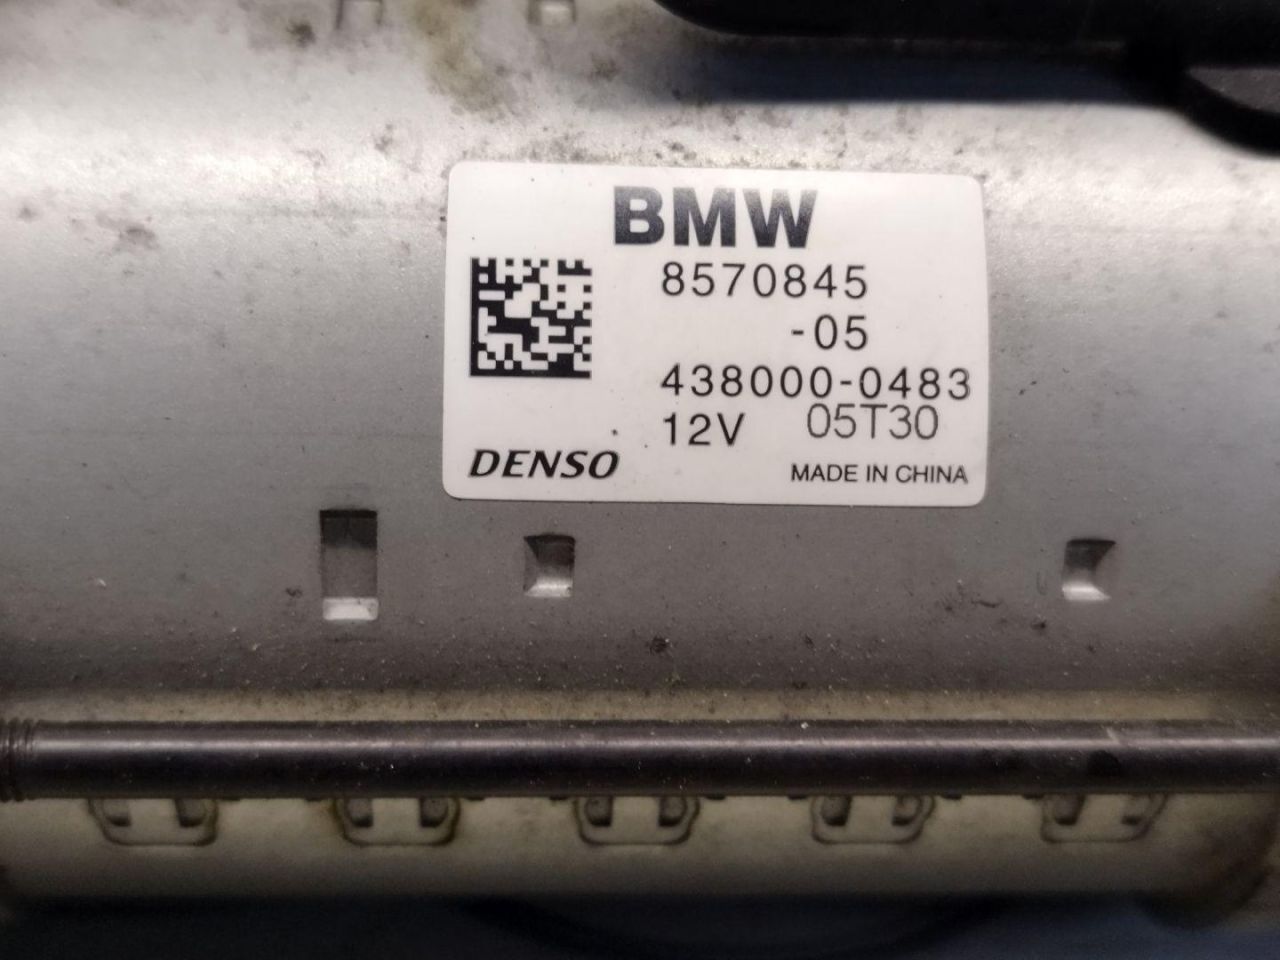 BMW
8570845
-05
438000-0483
12V 05T30
DENSO
MADE IN CHINA